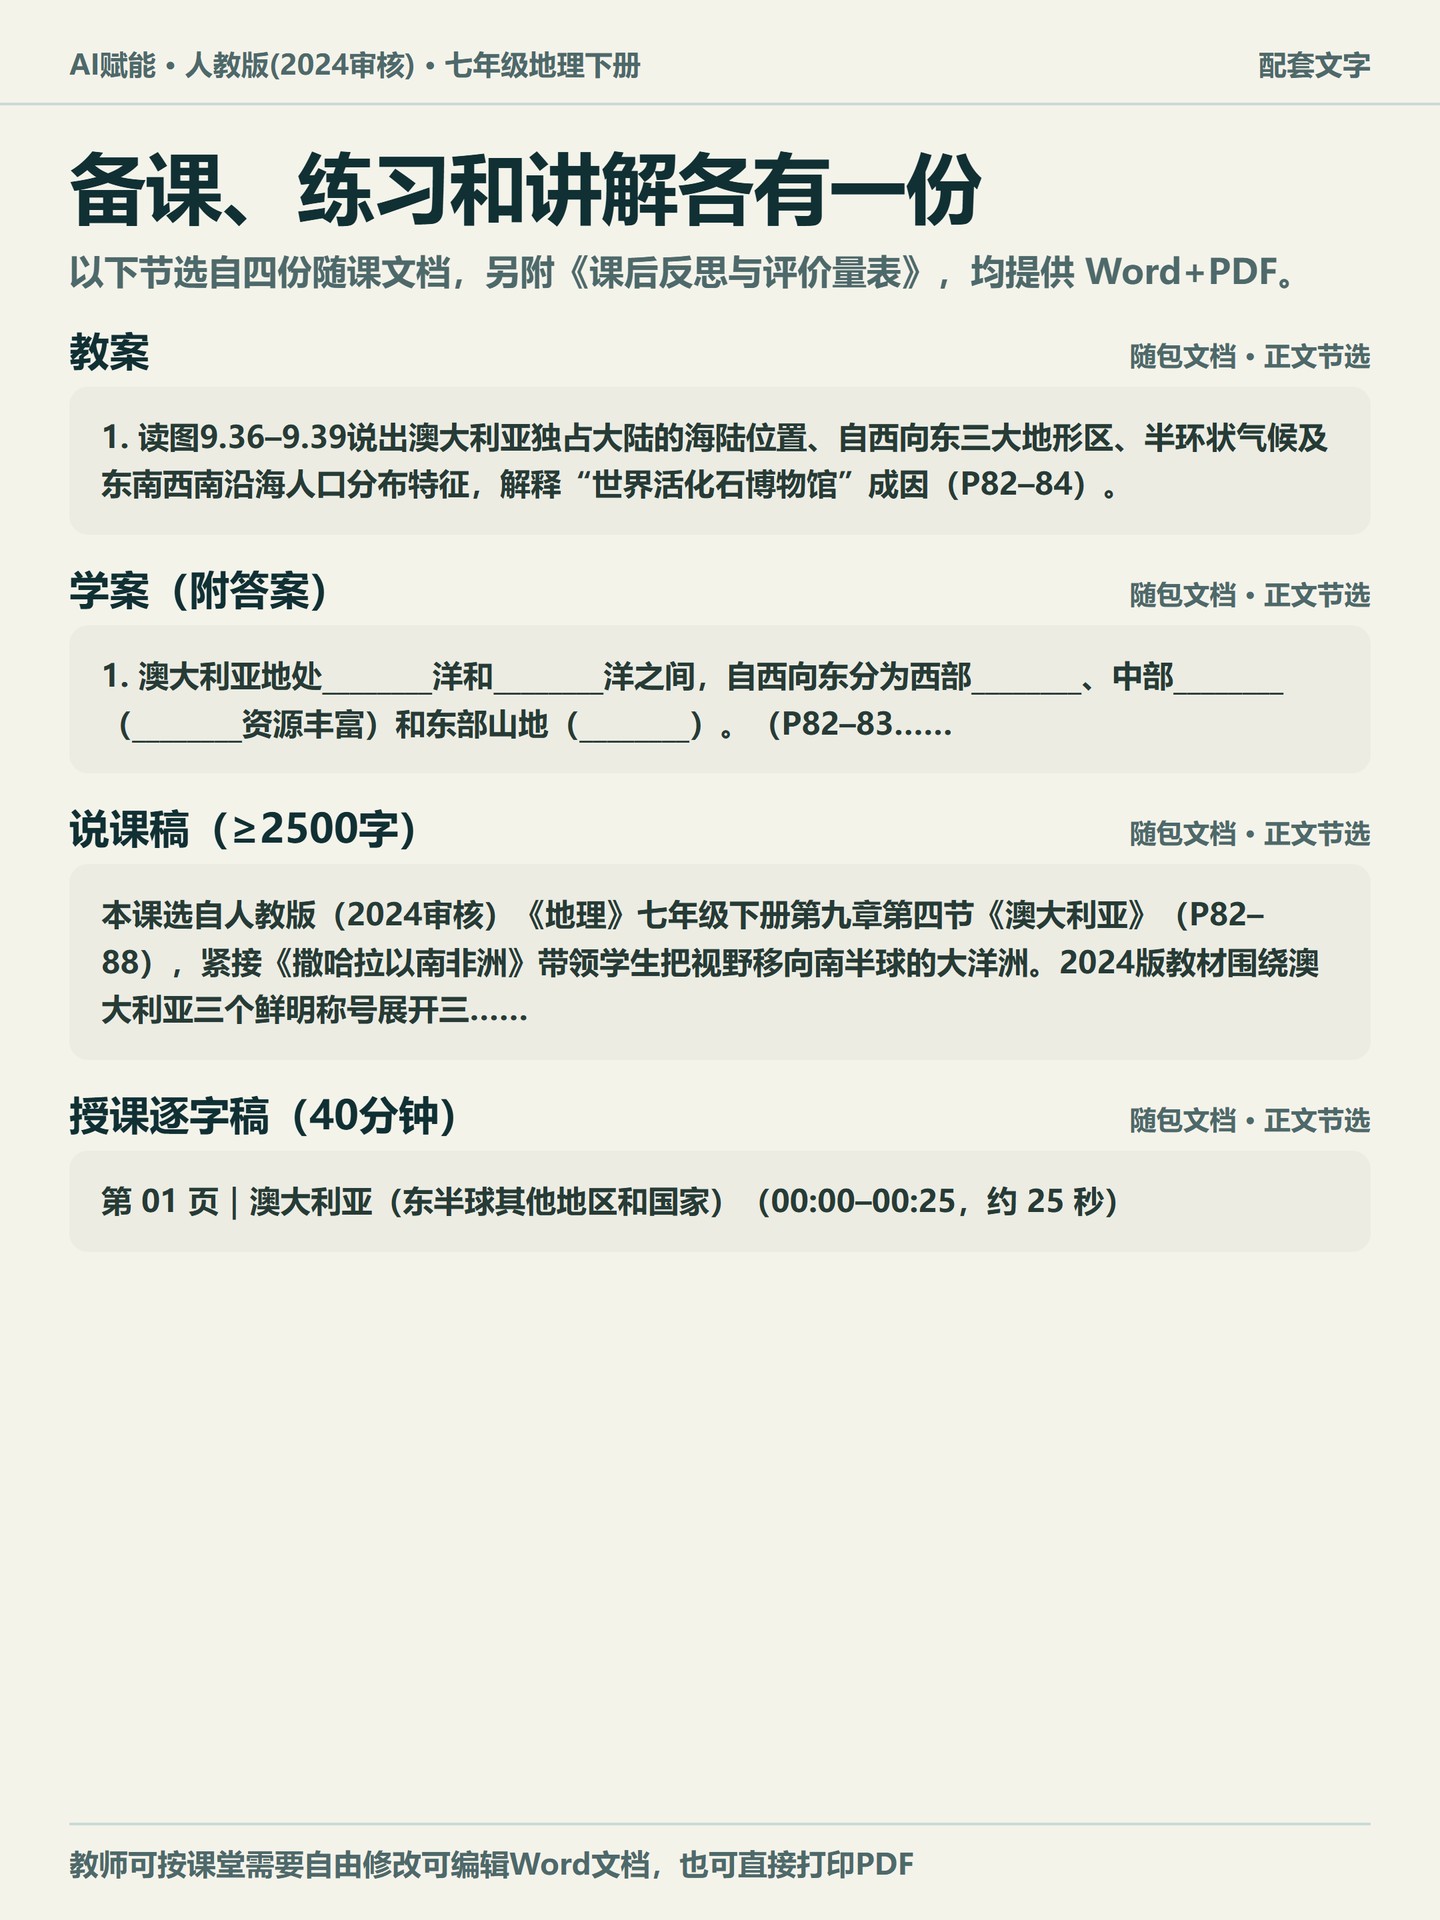 AI赋能 • 人教版(2024审核) • 七年级地理下册
配套文字
备课、练习和讲解各有一份
以下节选自四份随课文档，另附《课后反思与评价量表》，均提供 Word+PDF。
教案
随包文档 • 正文节选
1. 读图9.36–9.39说出澳大利亚独占大陆的海陆位置、自西向东三大地形区、半环状气候及
东南西南沿海人口分布特征，解释“世界活化石博物馆”成因（P82–84）。
学案（附答案）
随包文档 • 正文节选
1. 澳大利亚地处________洋和________洋之间，自西向东分为西部________、中部________
（________资源丰富）和东部山地（________）。（P82–83……
说课稿（≥2500字）
随包文档 • 正文节选
本课选自人教版（2024审核）《地理》七年级下册第九章第四节《澳大利亚》（P82–
88），紧接《撒哈拉以南非洲》带领学生把视野移向南半球的大洋洲。2024版教材围绕澳
大利亚三个鲜明称号展开三……
授课逐字稿（40分钟）
随包文档 • 正文节选
第 01 页｜澳大利亚（东半球其他地区和国家）（00:00–00:25，约 25 秒）
教师可按课堂需要自由修改可编辑Word文档，也可直接打印PDF